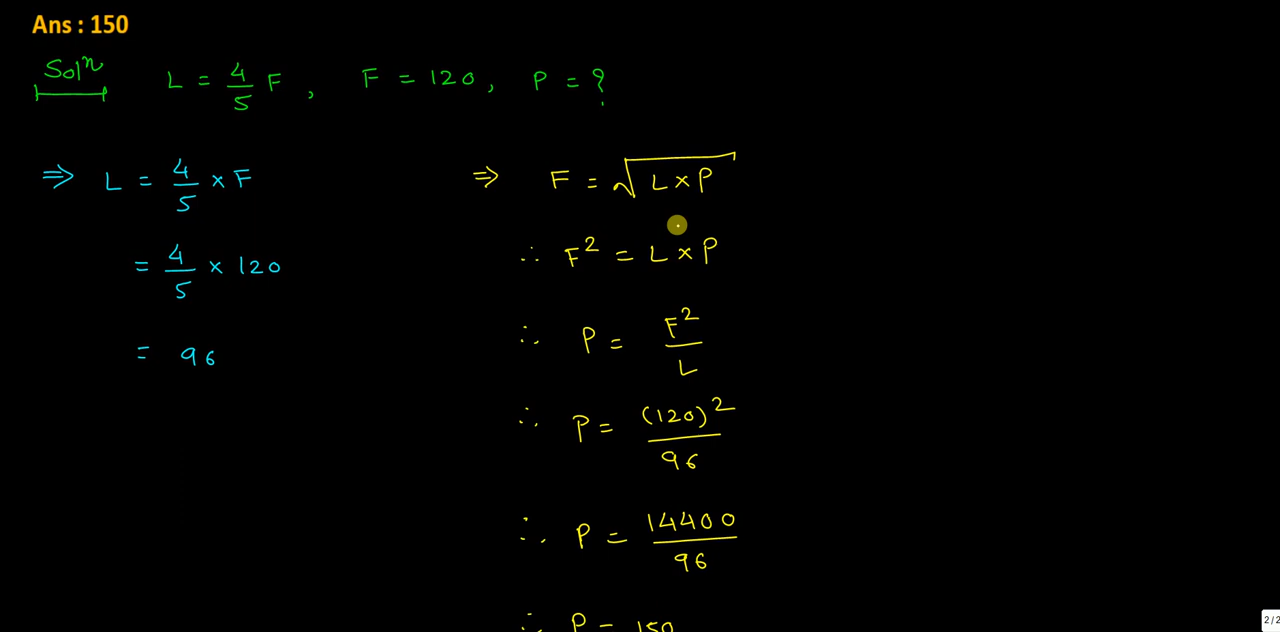 Ans : 150
Solⁿ L = 4/5 F , F = 120 , P = ?
⇒ L = 4/5 × F
= 4/5 × 120
= 96
⇒ F = √(L × P)
∴ F² = L × P
∴ P = F²/L
∴ P = (120)²/96
∴ P = 14400/96
∴ P = 150
2 / 2